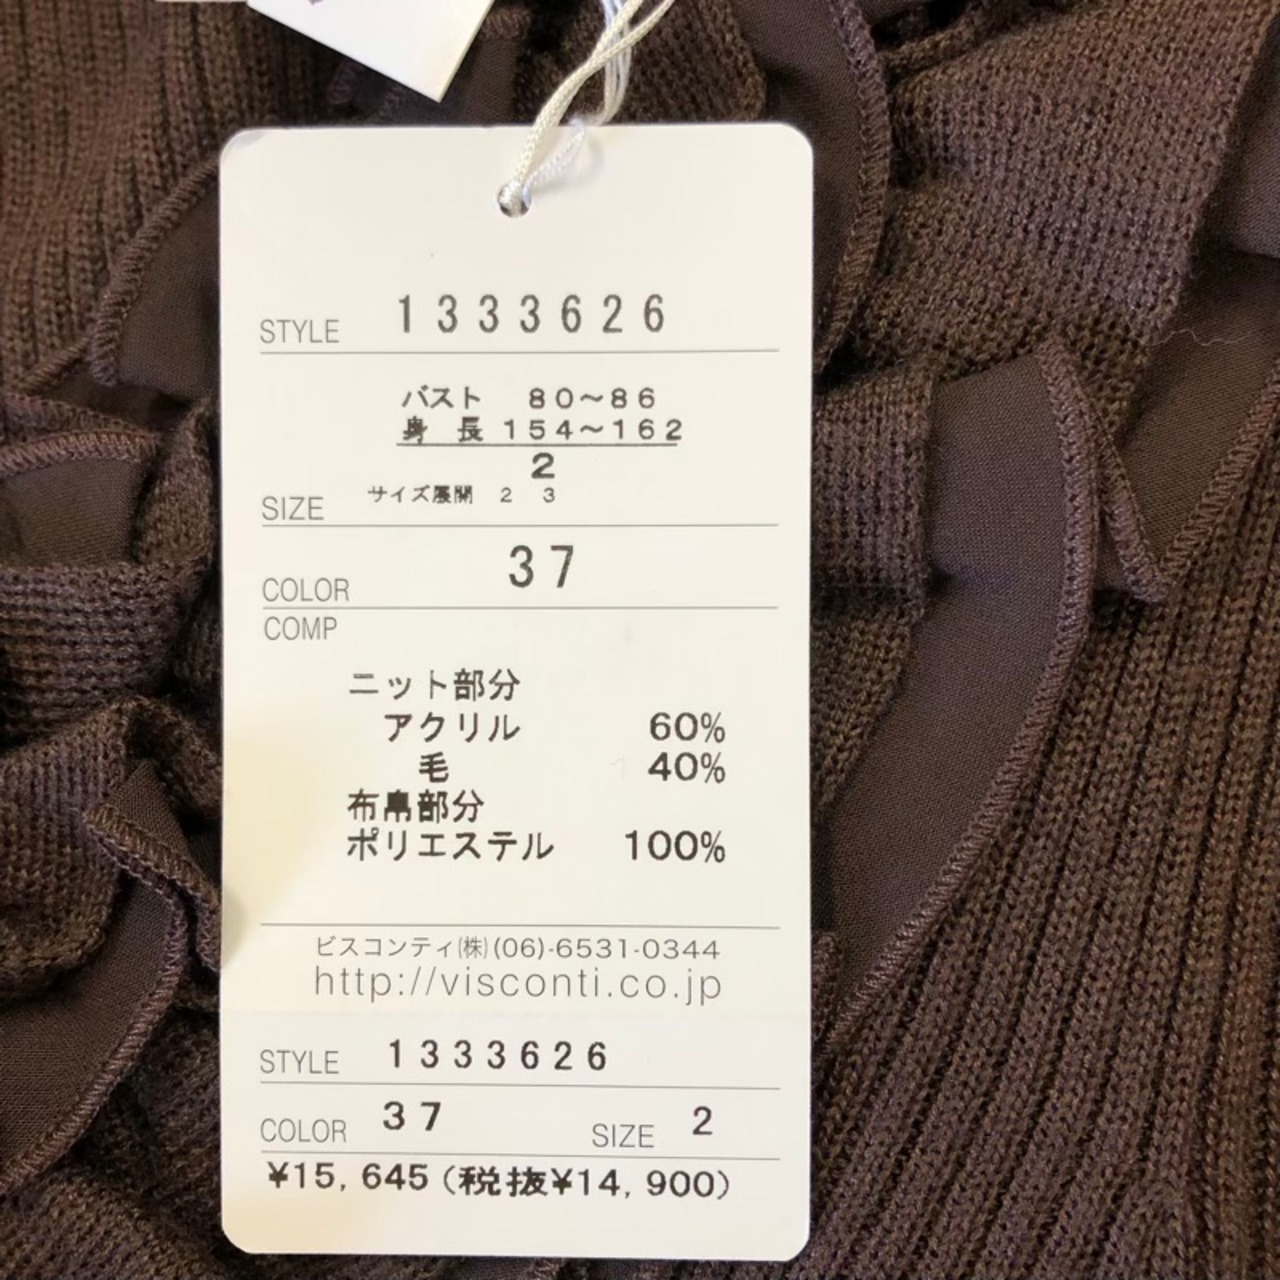 STYLE 1333626
バスト 80～86
身長 154～162
2
SIZE サイズ展開 2 3
COLOR 37
COMP
ニット部分
アクリル 60%
毛 40%
布帛部分
ポリエステル 100%
ビスコンティ㈱(06)-6531-0344
http://visconti.co.jp
STYLE 1333626
COLOR 37 SIZE 2
¥15,645(税抜¥14,900)